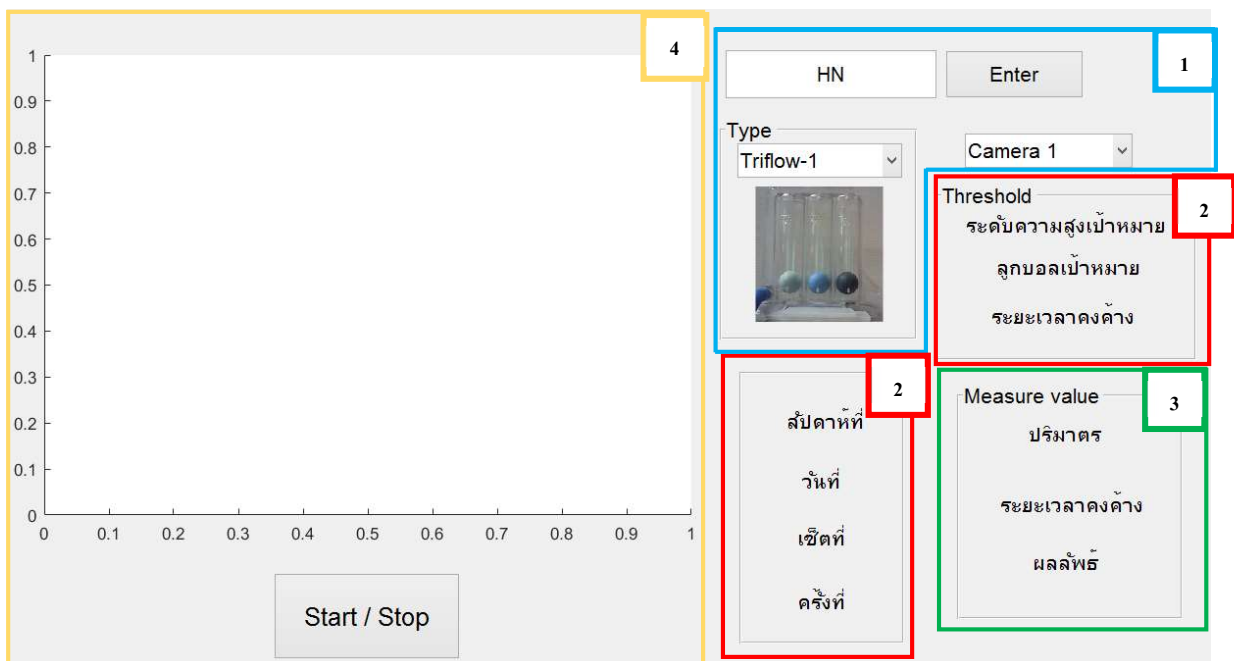 4
1
0.9
0.8
0.7
0.6
0.5
0.4
0.3
0.2
0.1
0
0 0.1 0.2 0.3 0.4 0.5 0.6 0.7 0.8 0.9 1
Start / Stop
1
HN Enter
Type
Triflow-1
Camera 1
2
Threshold
ระดับความสูงเป้าหมาย
ลูกบอลเป้าหมาย
ระยะเวลาคงค้าง
2
สัปดาห์ที่
วันที่
เซ็ตที่
ครั้งที่
3
Measure value
ปริมาตร
ระยะเวลาคงค้าง
ผลลัพธ์